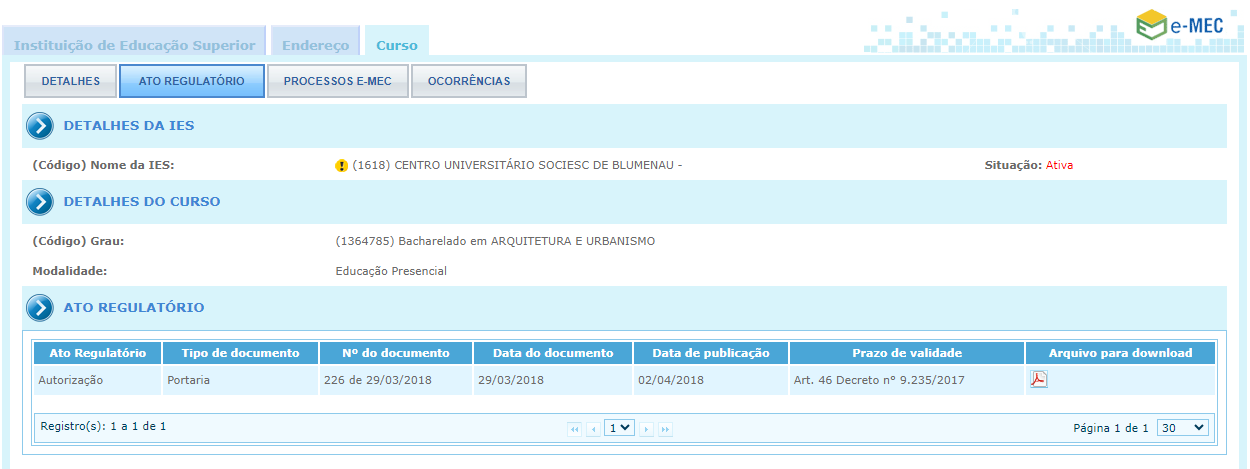 e-MEC
Instituição de Educação Superior Endereço Curso
DETALHES ATO REGULATÓRIO PROCESSOS E-MEC OCORRÊNCIAS
DETALHES DA IES
(Código) Nome da IES: (1618) CENTRO UNIVERSITÁRIO SOCIESC DE BLUMENAU - Situação: Ativa
DETALHES DO CURSO
(Código) Grau: (1364785) Bacharelado em ARQUITETURA E URBANISMO
Modalidade: Educação Presencial
ATO REGULATÓRIO
Ato Regulatório Tipo de documento Nº do documento Data do documento Data de publicação Prazo de validade Arquivo para download
Autorização Portaria 226 de 29/03/2018 29/03/2018 02/04/2018 Art. 46 Decreto n° 9.235/2017
Registro(s): 1 a 1 de 1 1 Página 1 de 1 30